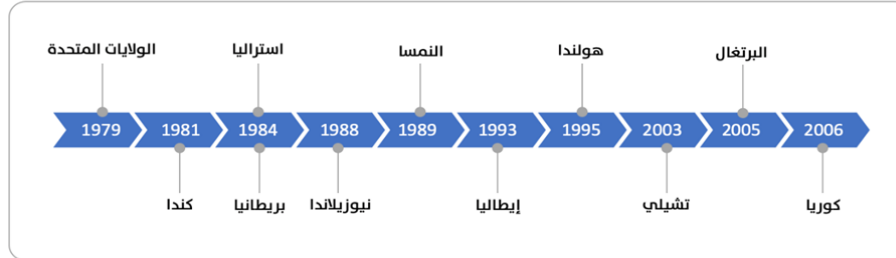 الولايات المتحدة
استراليا
النمسا
هولندا
البرتغال
1979
1981
1984
1988
1989
1993
1995
2003
2005
2006
كندا
بريطانيا
نيوزيلاندا
إيطاليا
تشيلي
كوريا